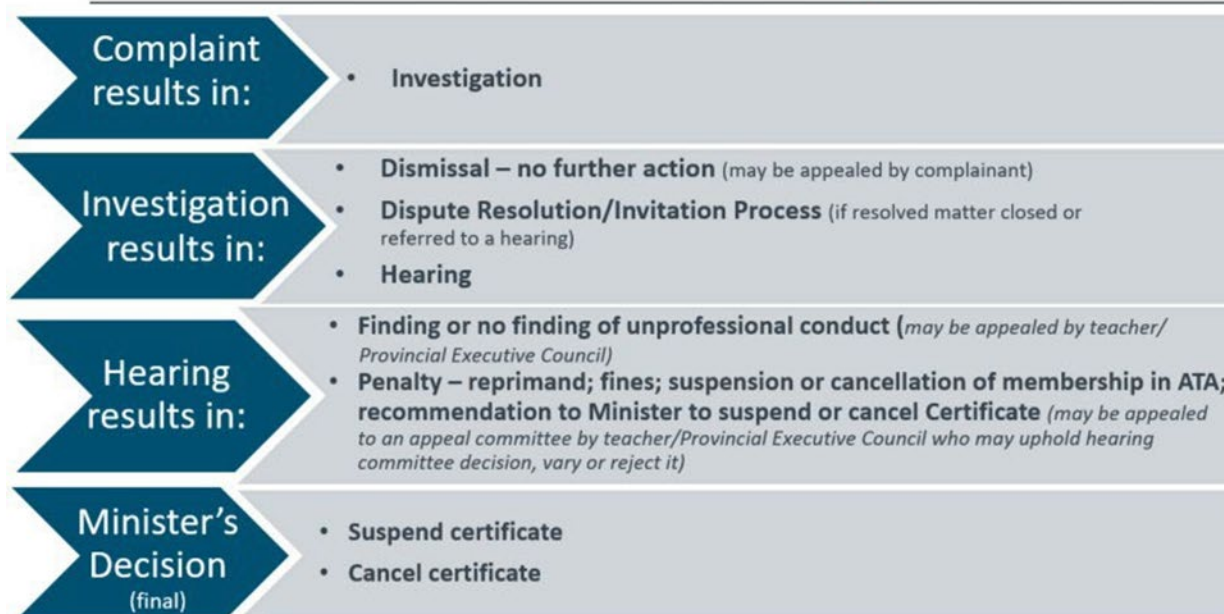 Complaint
results in:
• Investigation
Investigation
results in:
• Dismissal – no further action (may be appealed by complainant)
• Dispute Resolution/Invitation Process (if resolved matter closed or
referred to a hearing)
• Hearing
Hearing
results in:
• Finding or no finding of unprofessional conduct (may be appealed by teacher/
Provincial Executive Council)
• Penalty – reprimand; fines; suspension or cancellation of membership in ATA;
recommendation to Minister to suspend or cancel Certificate (may be appealed
to an appeal committee by teacher/Provincial Executive Council who may uphold hearing
committee decision, vary or reject it)
Minister’s
Decision
(final)
• Suspend certificate
• Cancel certificate